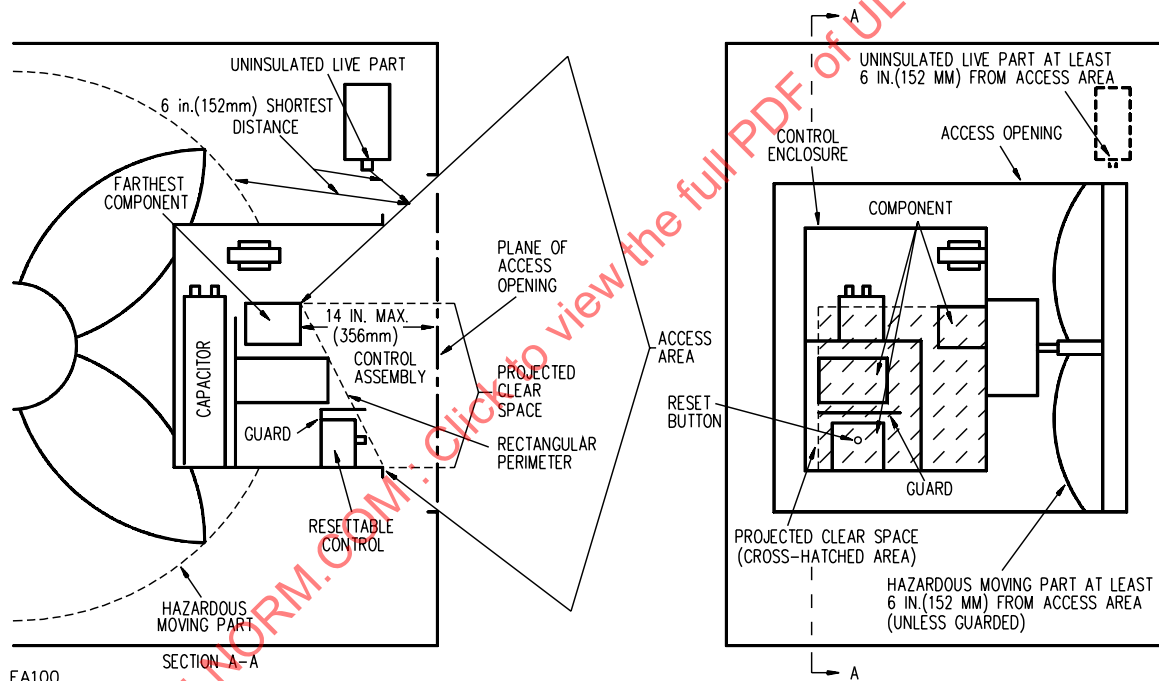 UNINSULATED LIVE PART
6 in.(152mm) SHORTEST
DISTANCE
FARTHEST
COMPONENT
PLANE OF
ACCESS
OPENING
14 IN. MAX.
(356mm)
CONTROL
ASSEMBLY
CAPACITOR
PROJECTED
CLEAR
SPACE
ACCESS
AREA
GUARD
RECTANGULAR
PERIMETER
RESETTABLE
CONTROL
HAZARDOUS
MOVING PART
SECTION A-A
EA100
A
UNINSULATED LIVE PART AT LEAST
6 IN.(152 MM) FROM ACCESS AREA
CONTROL
ENCLOSURE
ACCESS OPENING
COMPONENT
RESET
BUTTON
GUARD
PROJECTED CLEAR SPACE
(CROSS-HATCHED AREA)
HAZARDOUS MOVING PART AT LEAST
6 IN.(152 MM) FROM ACCESS AREA
(UNLESS GUARDED)
A
NORM.COM : Click to view the full PDF of UL